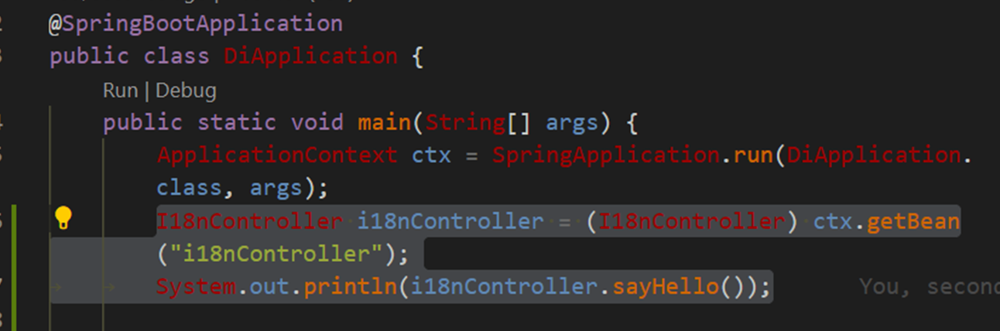 @SpringBootApplication
public class DiApplication {
Run | Debug
public static void main(String[] args) {
ApplicationContext ctx = SpringApplication.run(DiApplication.
class, args);
I18nController i18nController = (I18nController) ctx.getBean
("i18nController");
System.out.println(i18nController.sayHello()); You,